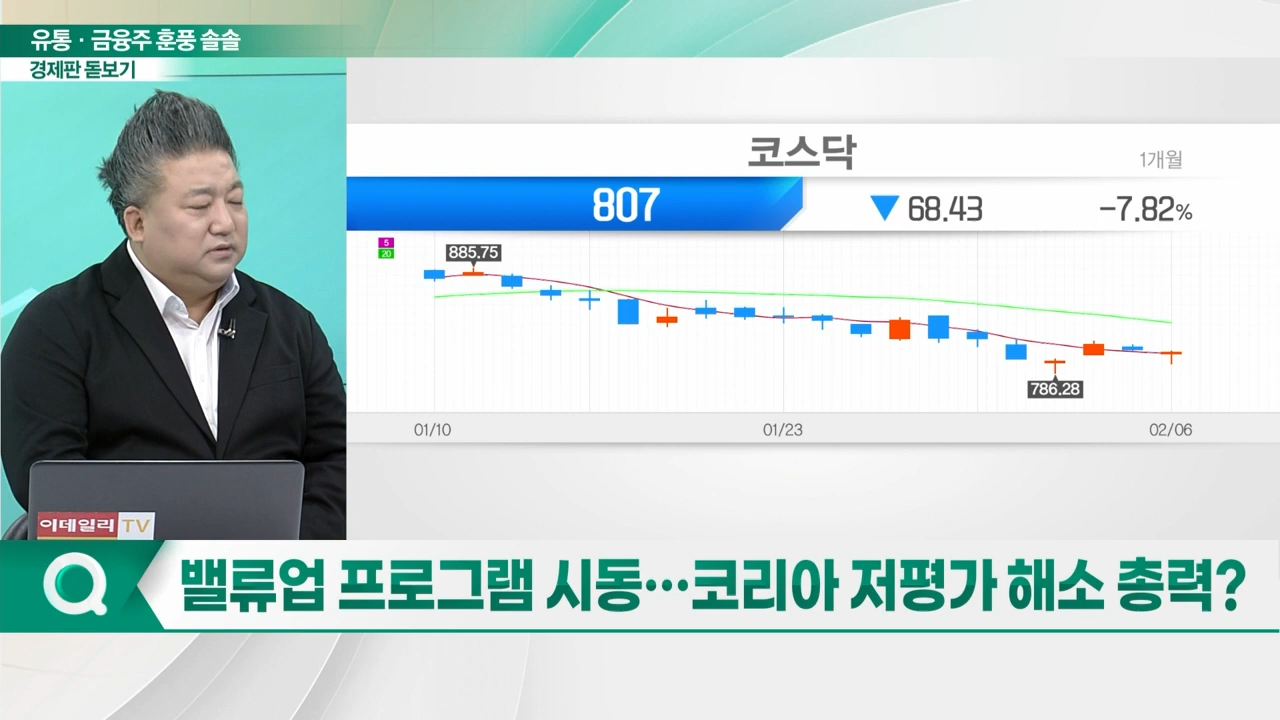 유통 · 금융주 훈풍 솔솔
경제판 돋보기
코스닥
1개월
807 ▼ 68.43 -7.82%
5
20
885.75
786.28
01/10 01/23 02/06
이데일리 TV
밸류업 프로그램 시동…코리아 저평가 해소 총력?